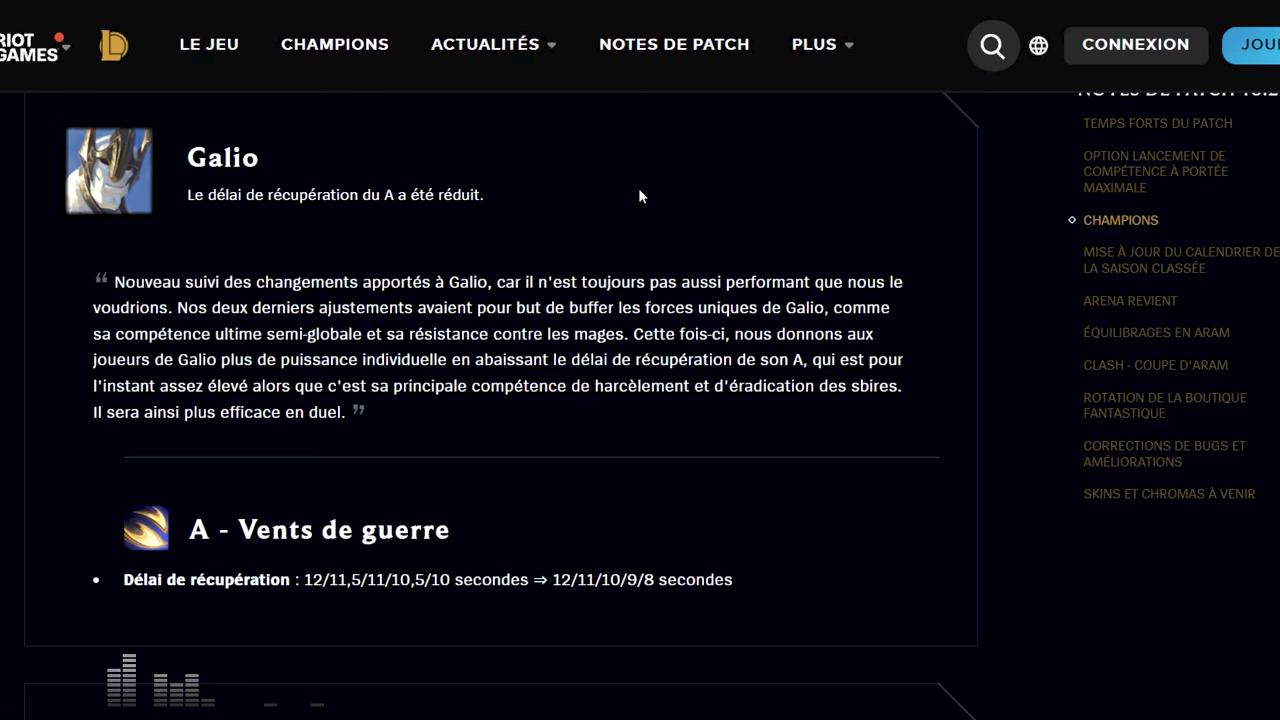 RIOT
GAMES
LE JEU
CHAMPIONS
ACTUALITÉS
NOTES DE PATCH
PLUS
CONNEXION
Galio
Le délai de récupération du A a été réduit.
“ Nouveau suivi des changements apportés à Galio, car il n'est toujours pas aussi performant que nous le
voudrions. Nos deux derniers ajustements avaient pour but de buffer les forces uniques de Galio, comme
sa compétence ultime semi-globale et sa résistance contre les mages. Cette fois-ci, nous donnons aux
joueurs de Galio plus de puissance individuelle en abaissant le délai de récupération de son A, qui est pour
l'instant assez élevé alors que c'est sa principale compétence de harcèlement et d'éradication des sbires.
Il sera ainsi plus efficace en duel. ”
A - Vents de guerre
• Délai de récupération : 12/11,5/11/10,5/10 secondes ⇒ 12/11/10/9/8 secondes
NOTES DE PATCH
TEMPS FORTS DU PATCH
OPTION LANCEMENT DE
COMPÉTENCE À PORTÉE
MAXIMALE
CHAMPIONS
MISE À JOUR DU CALENDRIER DE
LA SAISON CLASSÉE
ARENA REVIENT
ÉQUILIBRAGES EN ARAM
CLASH - COUPE D'ARAM
ROTATION DE LA BOUTIQUE
FANTASTIQUE
CORRECTIONS DE BUGS ET
AMÉLIORATIONS
SKINS ET CHROMAS À VENIR